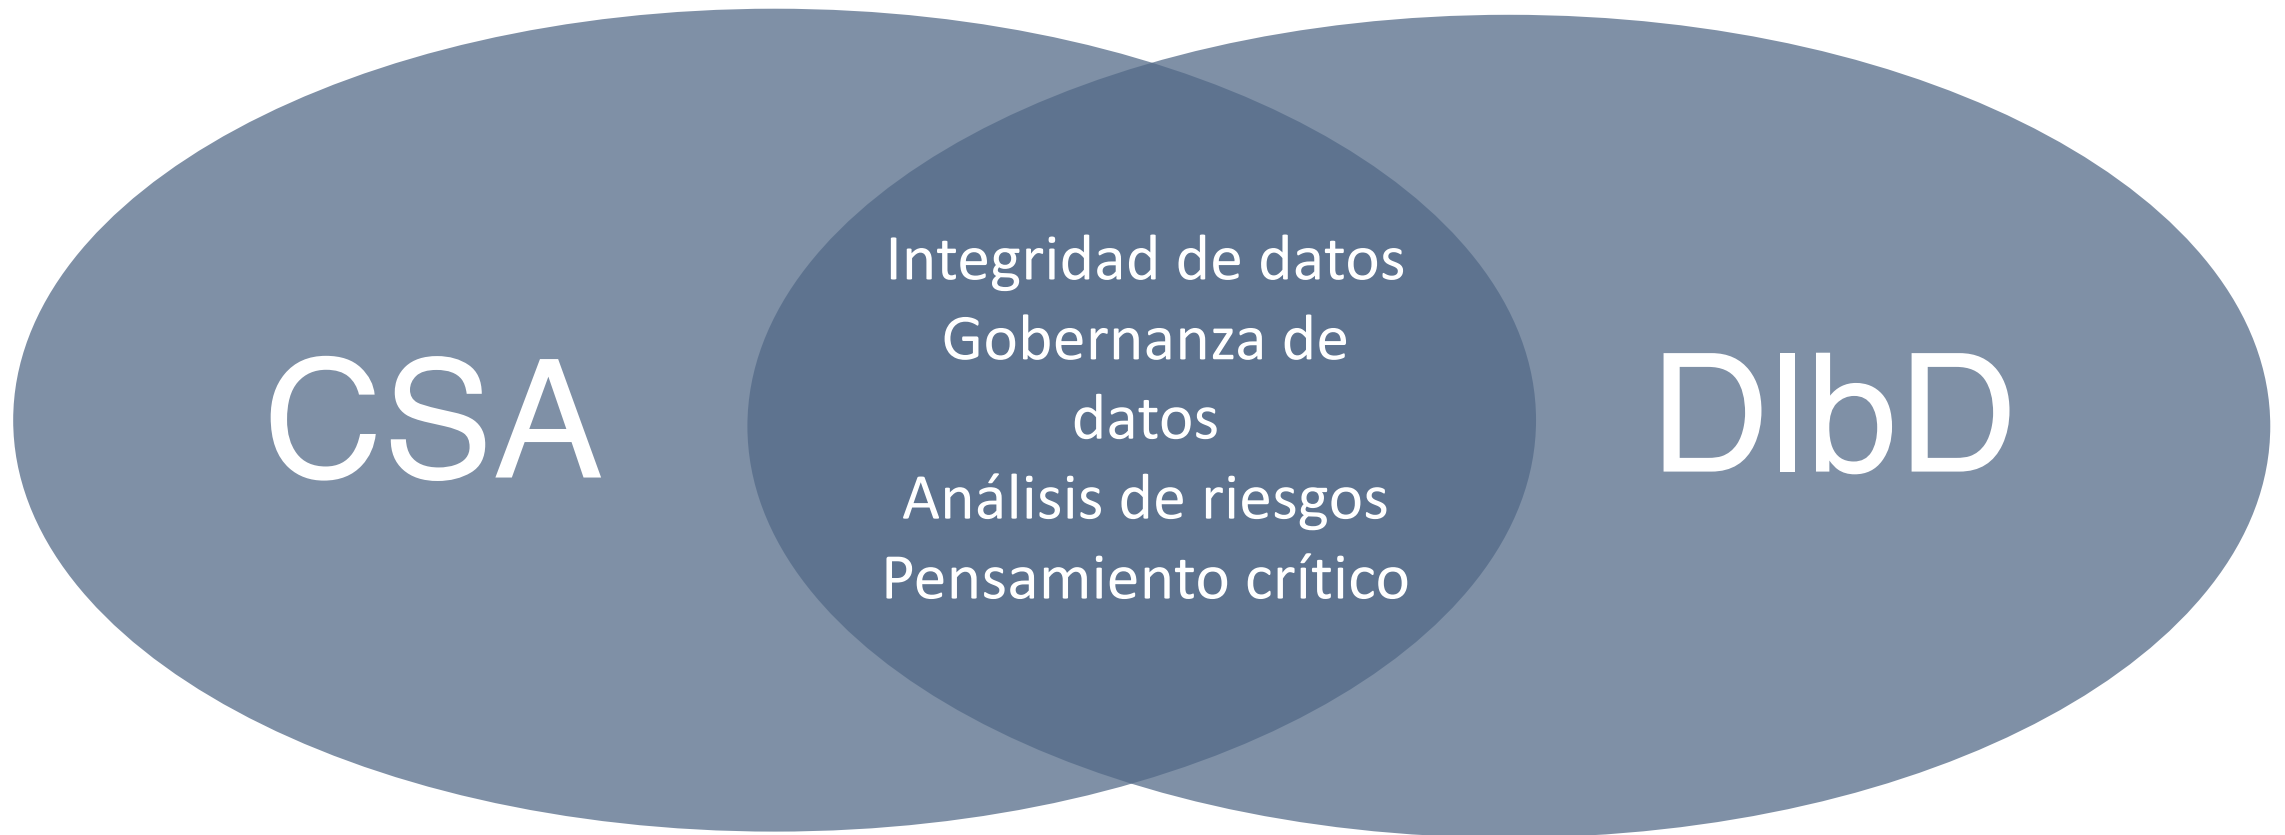 CSA
Integridad de datos
Gobernanza de
datos
Análisis de riesgos
Pensamiento crítico
DIbD